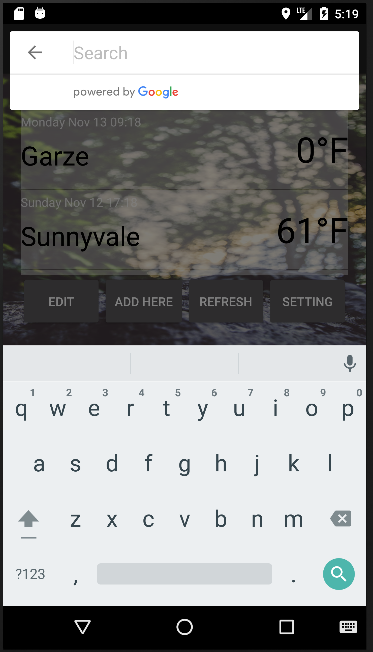 LTE 5:19
Search
powered by Google
Monday Nov 13 09:18
Garze 0°F
Sunday Nov 12 17:18
Sunnyvale 61°F
EDIT ADD HERE REFRESH SETTING
1 2 3 4 5 6 7 8 9 0
q w e r t y u i o p
a s d f g h j k l
z x c v b n m
?123 , .